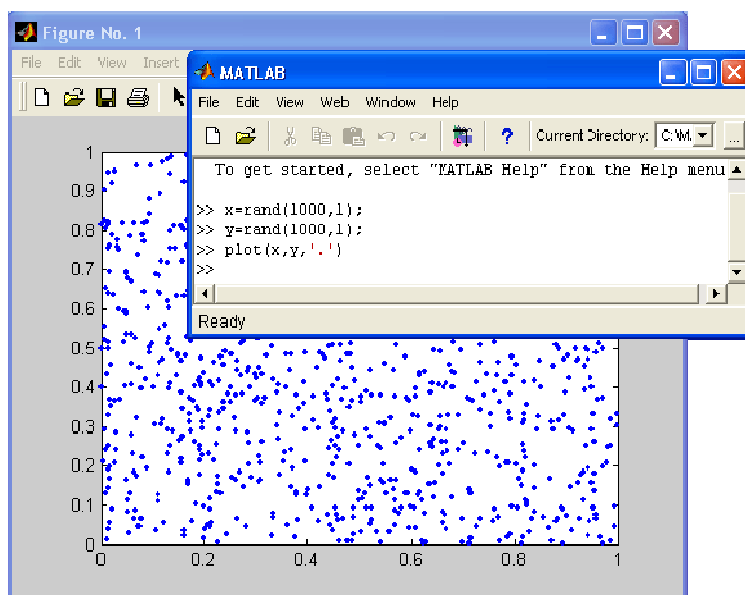 Figure No. 1
File Edit View Insert
MATLAB
File Edit View Web Window Help
Current Directory: C:\M
To get started, select "MATLAB Help" from the Help menu
>> x=rand(1000,1);
>> y=rand(1000,1);
>> plot(x,y,'.')
>>
Ready
1
0.9
0.8
0.7
0.6
0.5
0.4
0.3
0.2
0.1
0
0 0.2 0.4 0.6 0.8 1